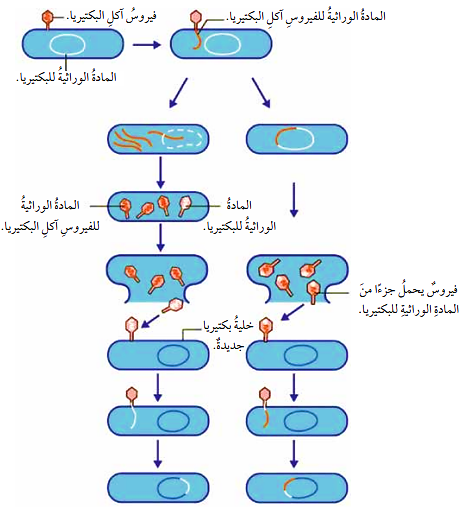 فيروسُ آكلِ البكتيريا.
المادةُ الوراثيةُ للفيروسِ آكلِ البكتيريا.
المادةُ الوراثيةُ للبكتيريا.
المادةُ الوراثيةُ
للفيروسِ آكلِ البكتيريا.
المادةُ
الوراثيةُ للبكتيريا.
فيروسٌ يحملُ جزءًا منَ
المادةِ الوراثيةِ للبكتيريا.
خليةُ بكتيريا
جديدةٌ.